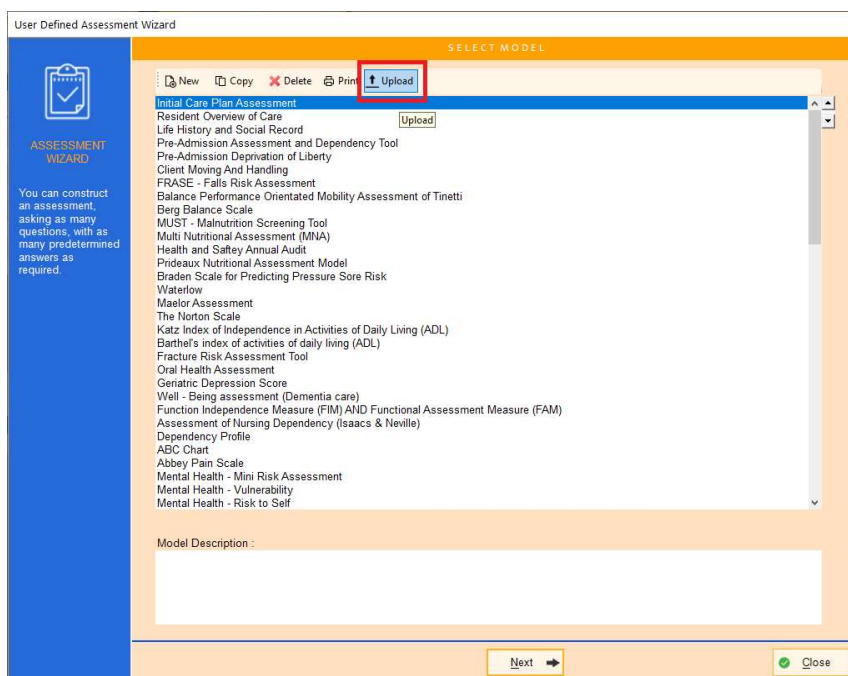 User Defined Assessment Wizard
SELECT MODEL
New Copy Delete Print Upload
ASSESSMENT
WIZARD
You can construct
an assessment,
asking as many
questions, with as
many predetermined
answers as
required.
Initial Care Plan Assessment
Resident Overview of Care
Upload
Life History and Social Record
Pre-Admission Assessment and Dependency Tool
Pre-Admission Deprivation of Liberty
Client Moving And Handling
FRASE - Falls Risk Assessment
Balance Performance Orientated Mobility Assessment of Tinetti
Berg Balance Scale
MUST - Malnutrition Screening Tool
Multi Nutritional Assessment (MNA)
Health and Saftey Annual Audit
Prideaux Nutritional Assessment Model
Braden Scale for Predicting Pressure Sore Risk
Waterlow
Maelor Assessment
The Norton Scale
Katz Index of Independence in Activities of Daily Living (ADL)
Barthel's index of activities of daily living (ADL)
Fracture Risk Assessment Tool
Oral Health Assessment
Geriatric Depression Score
Well - Being assessment (Dementia care)
Function Independence Measure (FIM) AND Functional Assessment Measure (FAM)
Assessment of Nursing Dependency (Isaacs & Neville)
Dependency Profile
ABC Chart
Abbey Pain Scale
Mental Health - Mini Risk Assessment
Mental Health - Vulnerability
Mental Health - Risk to Self
Model Description :
Next
Close